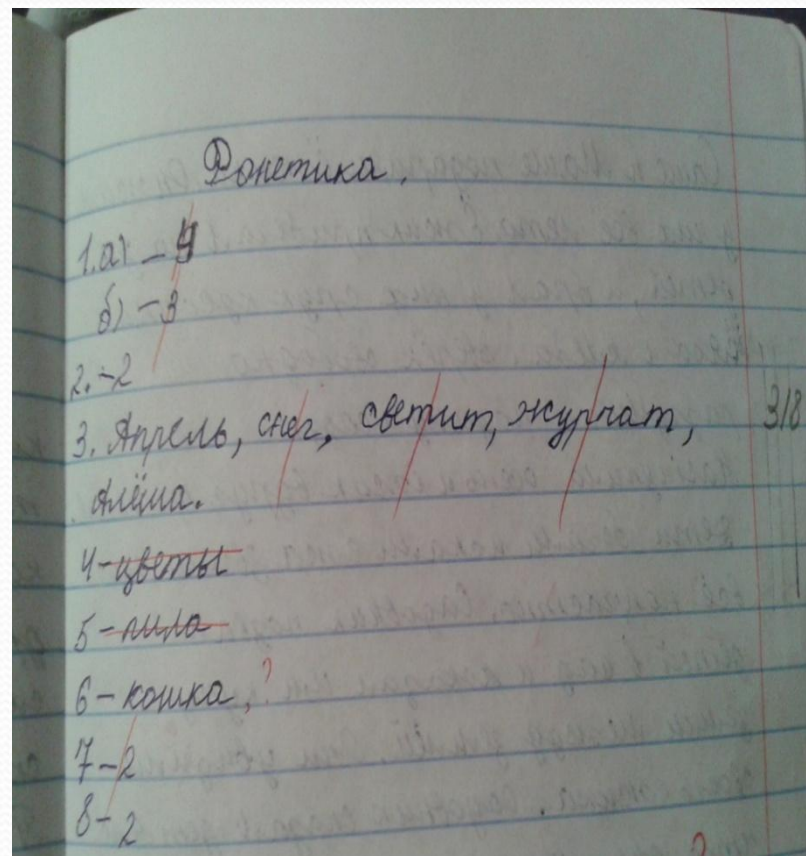 Фонетика.
1. а) – 4
б) – 3
2. – 2
3. Апрель, снег, светит, журчат, 3/8
Алёша.
4 – цветы
5 – пила
6 – кошка, ?
7 – 2
8 – 2
?